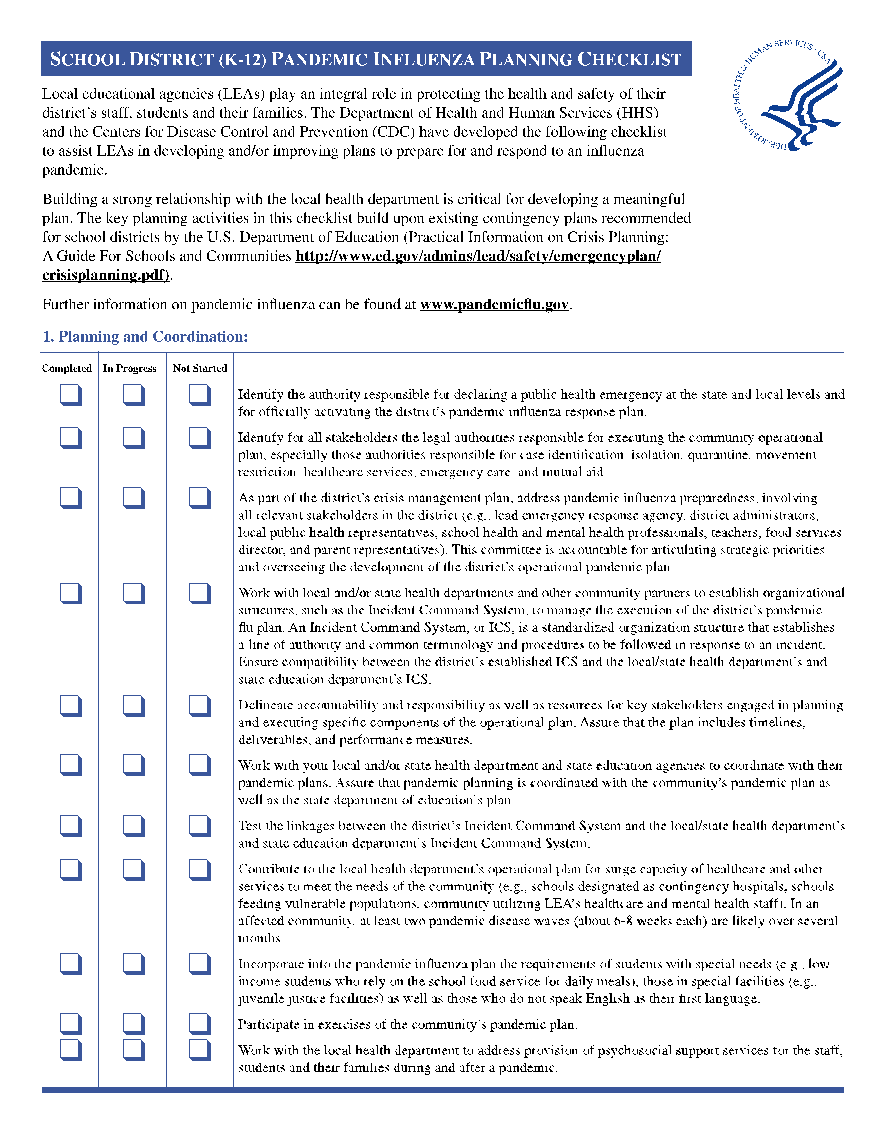 SCHOOL DISTRICT (K-12) PANDEMIC INFLUENZA PLANNING CHECKLIST
Local educational agencies (LEAs) play an integral role in protecting the health and safety of their
district's staff, students and their families. The Department of Health and Human Services (HHS)
and the Centers for Disease Control and Prevention (CDC) have developed the following checklist
to assist LEAs in developing and/or improving plans to prepare for and respond to an influenza
pandemic.
Building a strong relationship with the local health department is critical for developing a meaningful
plan. The key planning activities in this checklist build upon existing contingency plans recommended
for school districts by the U.S. Department of Education (Practical Information on Crisis Planning:
A Guide For Schools and Communities http://www.ed.gov/admins/lead/safety/emergencyplan/
crisisplanning.pdf).
Further information on pandemic influenza can be found at www.pandemicflu.gov.
1. Planning and Coordination:
Completed In Progress Not Started
Identify the authority responsible for declaring a public health emergency at the state and local levels and
for officially activating the district's pandemic influenza response plan.
Identify for all stakeholders the legal authorities responsible for executing the community operational
plan, especially those authorities responsible for case identification, isolation, quarantine, movement
restriction, healthcare services, emergency care, and mutual aid.
As part of the district's crisis management plan, address pandemic influenza preparedness, involving
all relevant stakeholders in the district (e.g., lead emergency response agency, district administrators,
local public health representatives, school health and mental health professionals, teachers, food services
director, and parent representatives). This committee is accountable for articulating strategic priorities
and overseeing the development of the district's operational pandemic plan.
Work with local and/or state health departments and other community partners to establish organizational
structures, such as the Incident Command System, to manage the execution of the district's pandemic
flu plan. An Incident Command System, or ICS, is a standardized organization structure that establishes
a line of authority and common terminology and procedures to be followed in response to an incident.
Ensure compatibility between the district's established ICS and the local/state health department's and
state education department's ICS.
Delineate accountability and responsibility as well as resources for key stakeholders engaged in planning
and executing specific components of the operational plan. Assure that the plan includes timelines,
deliverables, and performance measures.
Work with your local and/or state health department and state education agencies to coordinate with their
pandemic plans. Assure that pandemic planning is coordinated with the community's pandemic plan as
well as the state department of education's plan.
Test the linkages between the district's Incident Command System and the local/state health department's
and state education department's Incident Command System.
Contribute to the local health department's operational plan for surge capacity of healthcare and other
services to meet the needs of the community (e.g., schools designated as contingency hospitals, schools
feeding vulnerable populations, community utilizing LEA's healthcare and mental health staff). In an
affected community, at least two pandemic disease waves (about 6-8 weeks each) are likely over several
months.
Incorporate into the pandemic influenza plan the requirements of students with special needs (e.g., low
income students who rely on the school food service for daily meals), those in special facilities (e.g.,
juvenile justice facilities) as well as those who do not speak English as their first language.
Participate in exercises of the community's pandemic plan.
Work with the local health department to address provision of psychosocial support services for the staff,
students and their families during and after a pandemic.